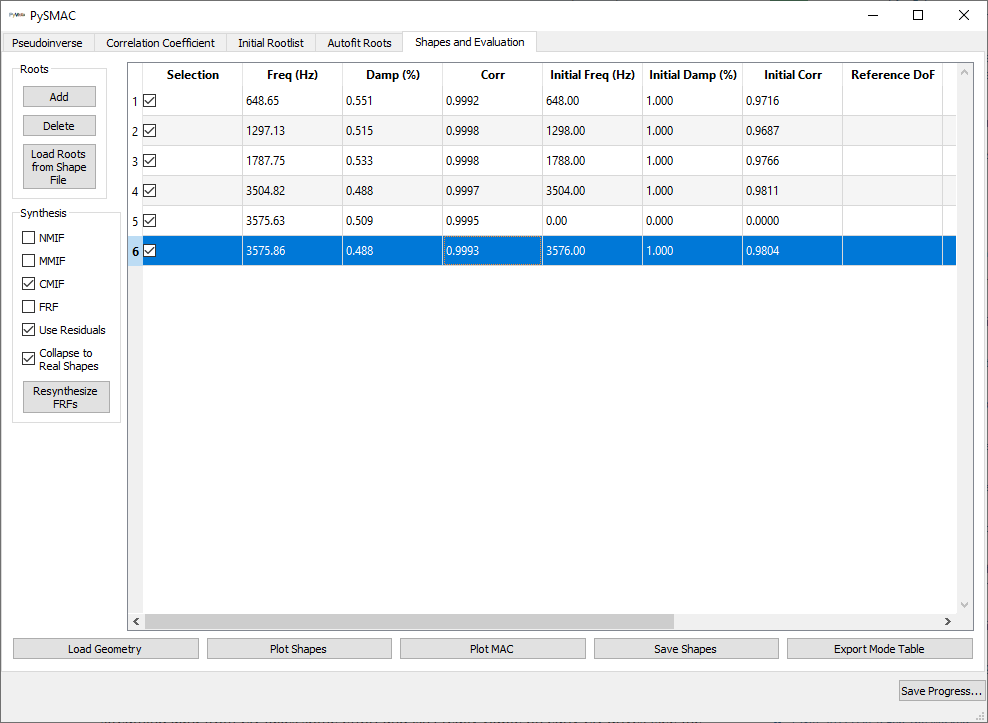 PySMAC
Pseudoinverse Correlation Coefficient Initial Rootlist Autofit Roots Shapes and Evaluation
Roots
Add
Delete
Load Roots
from Shape
File
Synthesis
NMIF
MMIF
CMIF
FRF
Use Residuals
Collapse to
Real Shapes
Resynthesize
FRFs
Selection Freq (Hz) Damp (%) Corr Initial Freq (Hz) Initial Damp (%) Initial Corr Reference DoF
1 648.65 0.551 0.9992 648.00 1.000 0.9716
2 1297.13 0.515 0.9998 1298.00 1.000 0.9687
3 1787.75 0.533 0.9998 1788.00 1.000 0.9766
4 3504.82 0.488 0.9997 3504.00 1.000 0.9811
5 3575.63 0.509 0.9995 0.00 0.000 0.0000
6 3575.86 0.488 0.9993 3576.00 1.000 0.9804
Load Geometry Plot Shapes Plot MAC Save Shapes Export Mode Table
Save Progress...